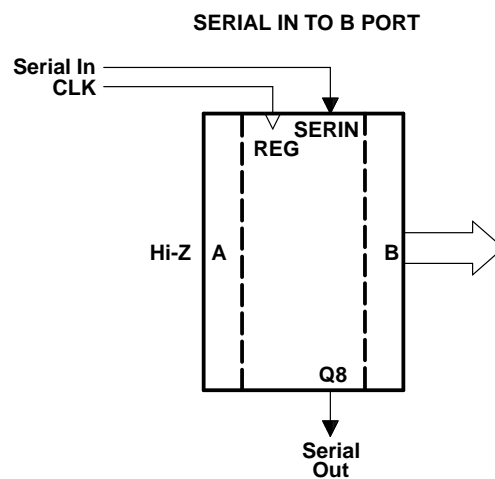 SERIAL IN TO B PORT
Serial In
CLK
SERIN
REG
Hi-Z
A
B
Q8
Serial
Out